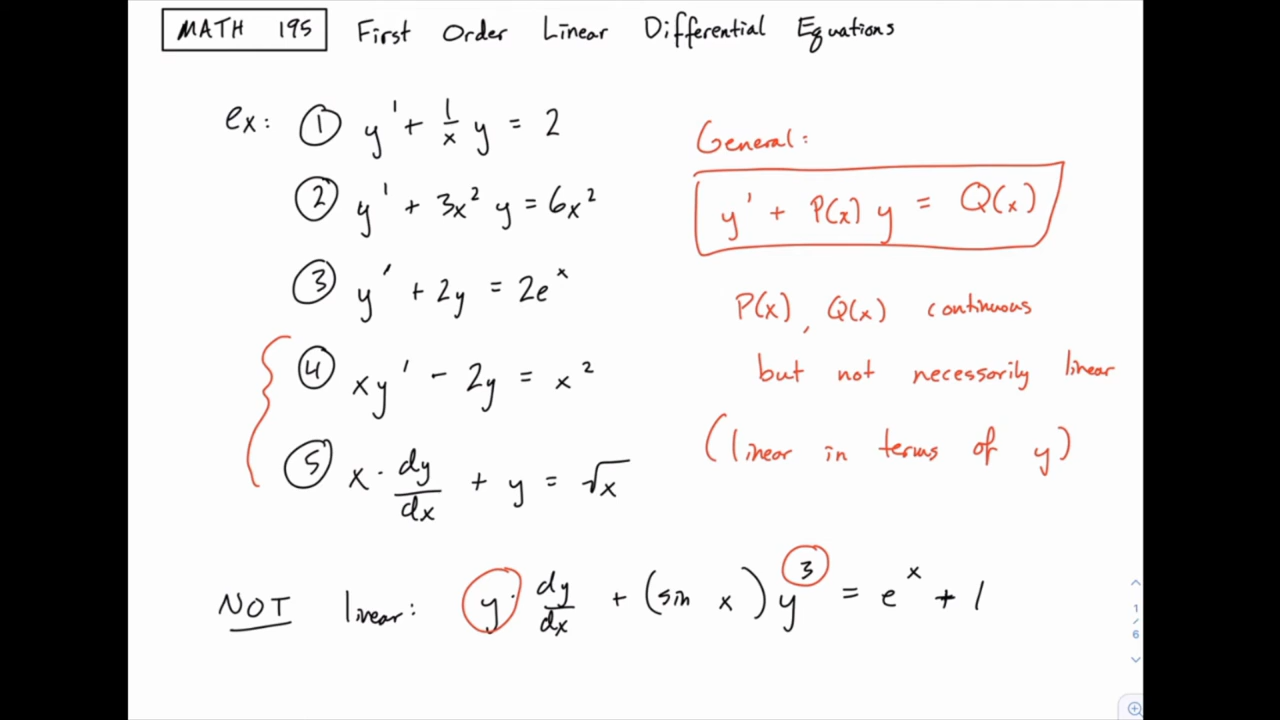 MATH 195 First Order Linear Differential Equations
ex: ① y' + 1/x y = 2
② y' + 3x² y = 6x²
③ y' + 2y = 2eˣ
④ xy' - 2y = x²
⑤ x · dy/dx + y = √x
General:
y' + P(x) y = Q(x)
P(x), Q(x) continuous
but not necessarily linear
(linear in terms of y)
NOT linear: y · dy/dx + (sin x) y³ = eˣ + 1
1
/
6